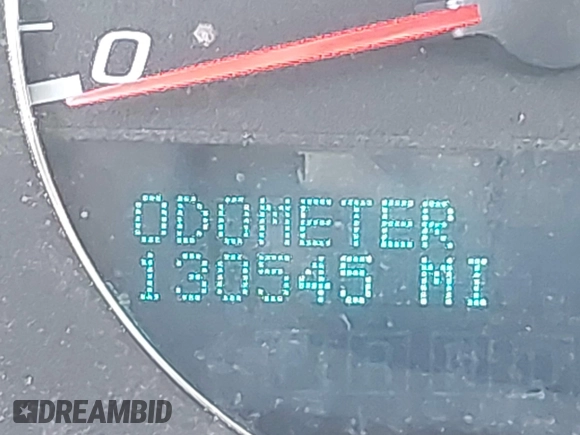 0
ODOMETER
130545 MI
DREAMBID